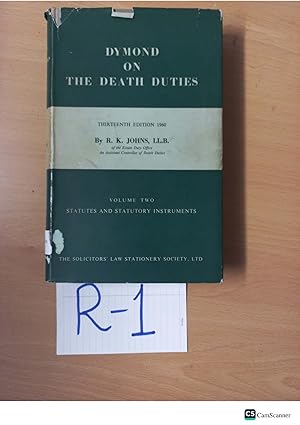 DYMOND
ON
THE DEATH DUTIES
THIRTEENTH EDITION 1960
By R. K. JOHNS, LL.B.
of the Estate Duty Office
An Assistant Controller of Death Duties
VOLUME TWO
STATUTES AND STATUTORY INSTRUMENTS
THE SOLICITORS' LAW STATIONERY SOCIETY, LTD
R-1
CS CamScanner